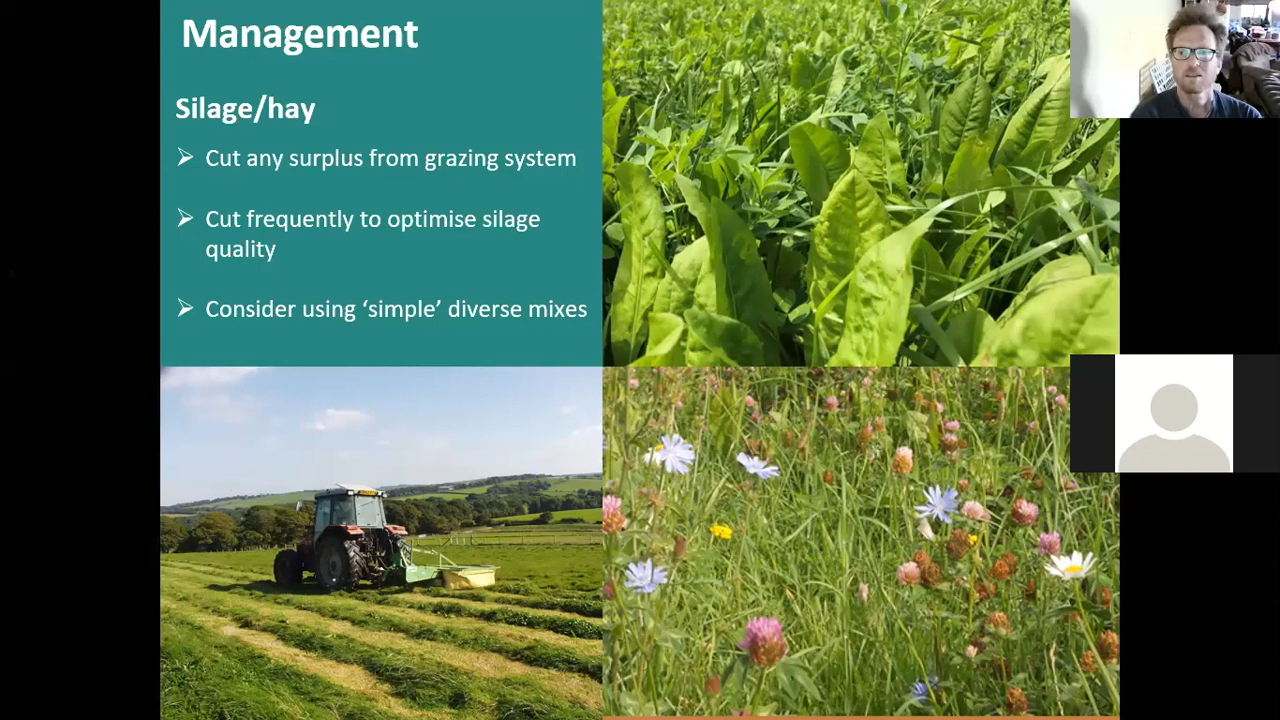 Management
Silage/hay
Cut any surplus from grazing system
Cut frequently to optimise silage
quality
Consider using ‘simple’ diverse mixes